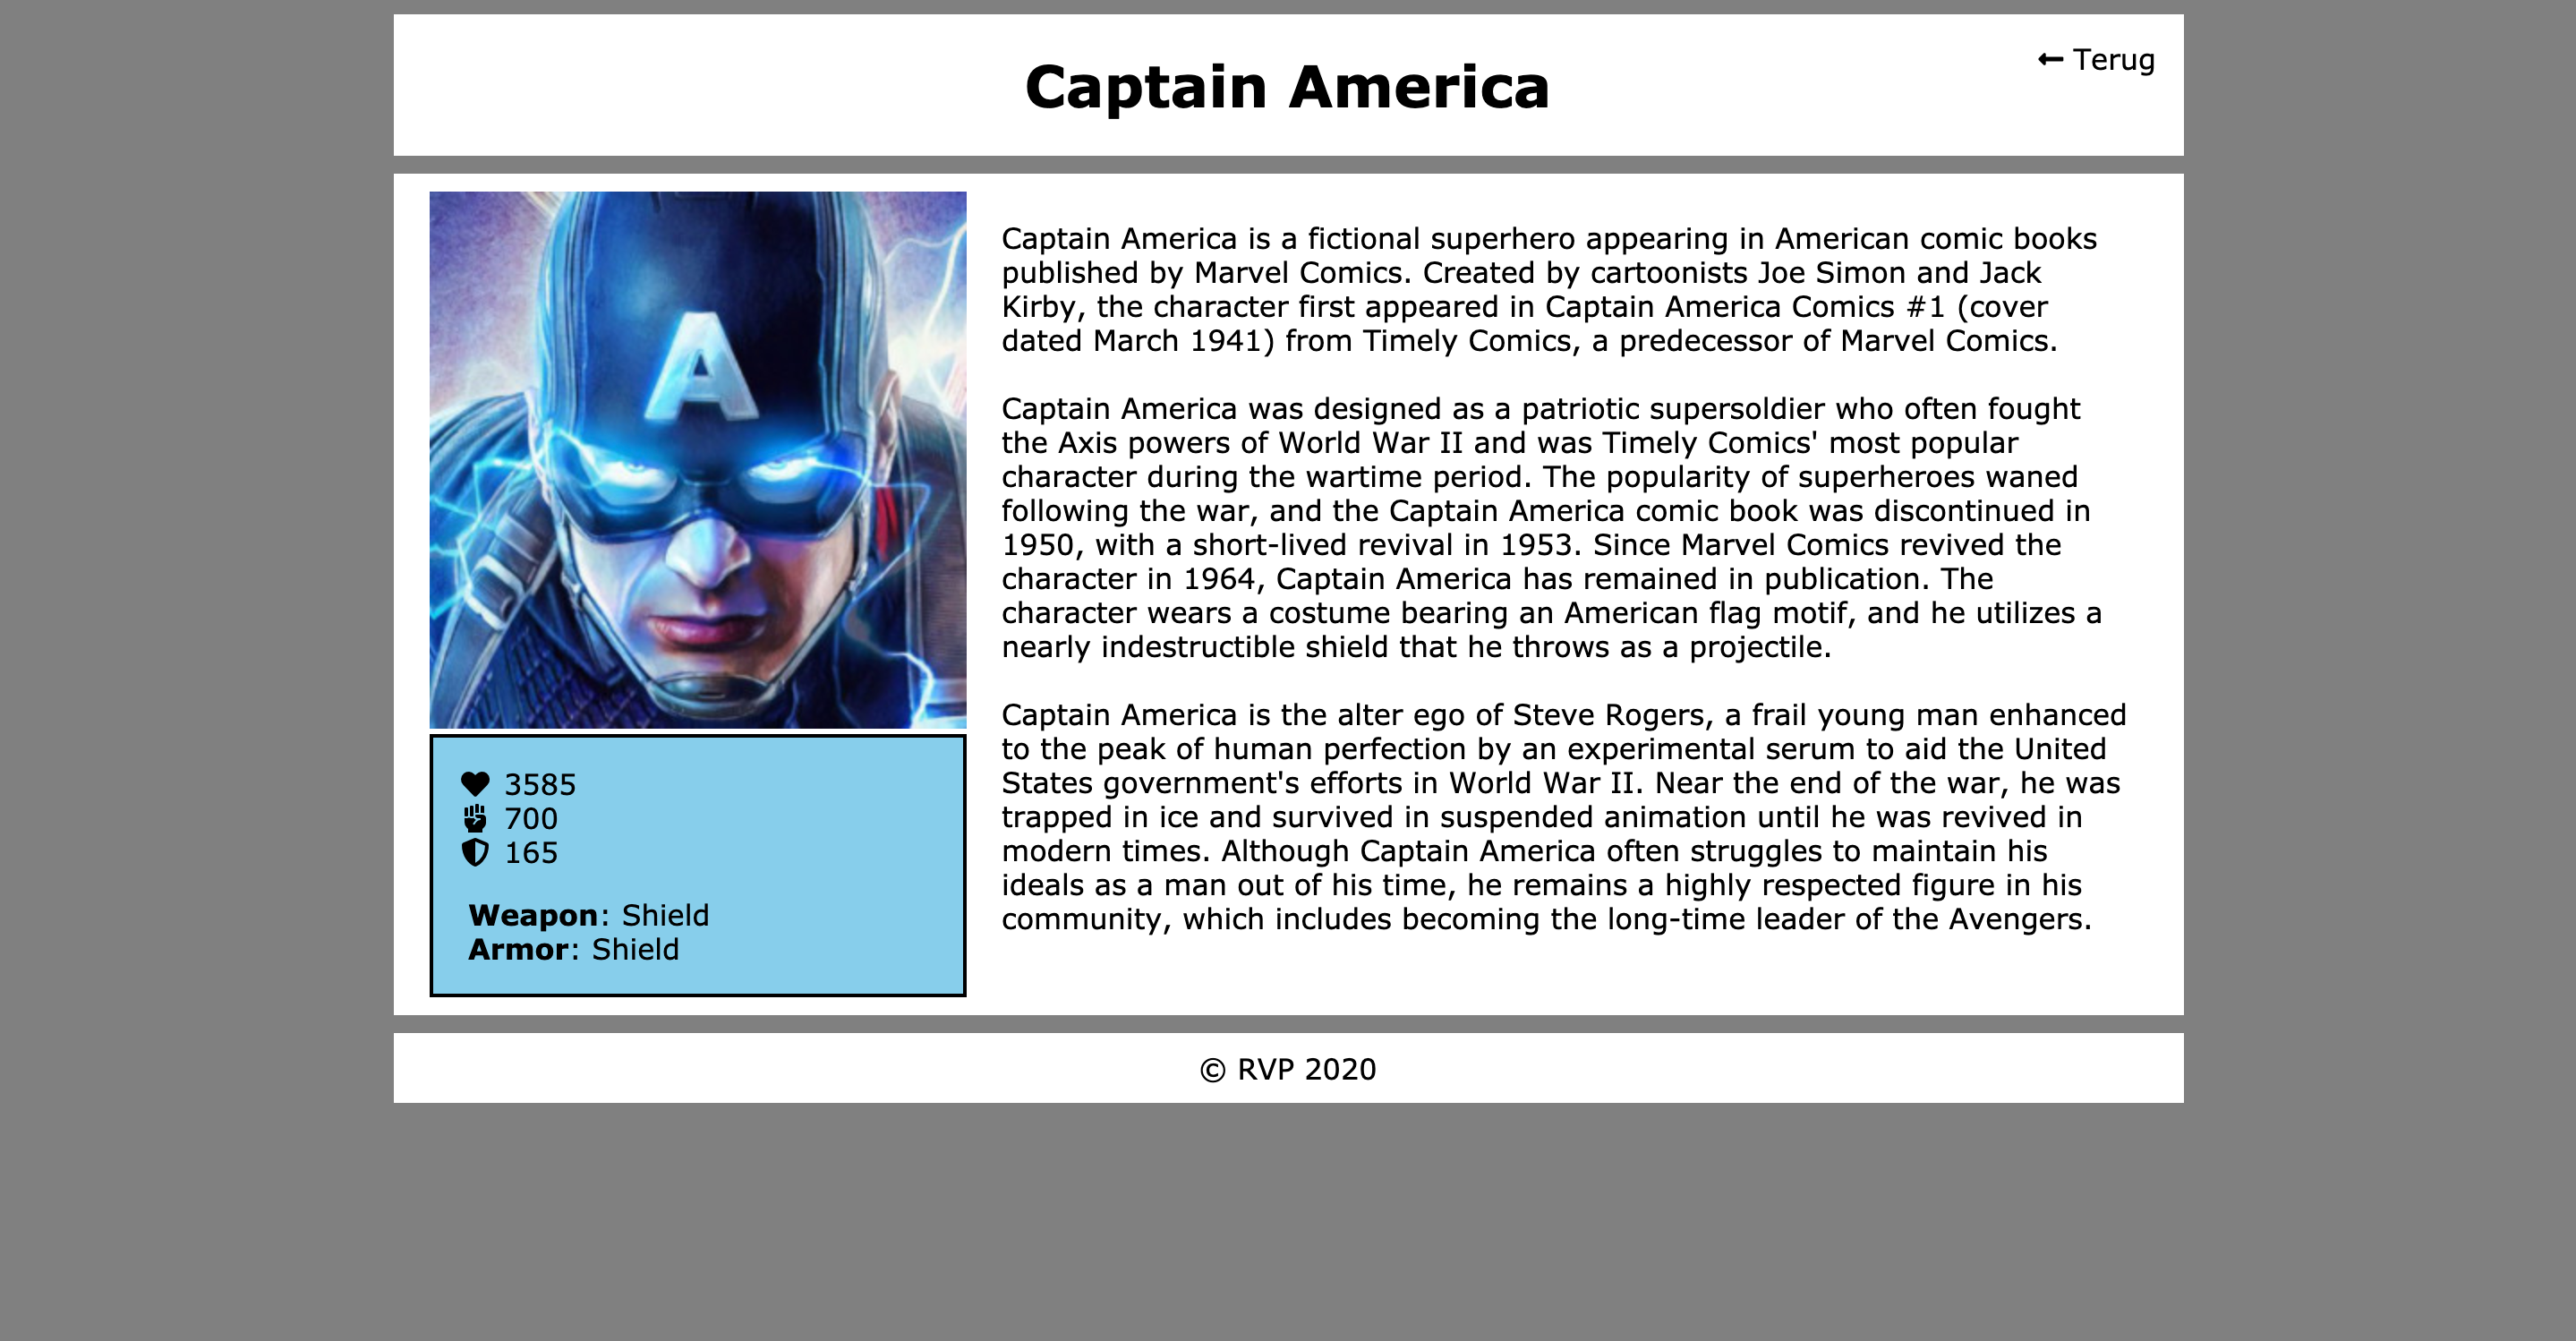 Captain America
Terug
A
Captain America is a fictional superhero appearing in American comic books
published by Marvel Comics. Created by cartoonists Joe Simon and Jack
Kirby, the character first appeared in Captain America Comics #1 (cover
dated March 1941) from Timely Comics, a predecessor of Marvel Comics.
Captain America was designed as a patriotic supersoldier who often fought
the Axis powers of World War II and was Timely Comics' most popular
character during the wartime period. The popularity of superheroes waned
following the war, and the Captain America comic book was discontinued in
1950, with a short-lived revival in 1953. Since Marvel Comics revived the
character in 1964, Captain America has remained in publication. The
character wears a costume bearing an American flag motif, and he utilizes a
nearly indestructible shield that he throws as a projectile.
Captain America is the alter ego of Steve Rogers, a frail young man enhanced
to the peak of human perfection by an experimental serum to aid the United
States government's efforts in World War II. Near the end of the war, he was
trapped in ice and survived in suspended animation until he was revived in
modern times. Although Captain America often struggles to maintain his
ideals as a man out of his time, he remains a highly respected figure in his
community, which includes becoming the long-time leader of the Avengers.
3585
700
165
Weapon: Shield
Armor: Shield
© RVP 2020